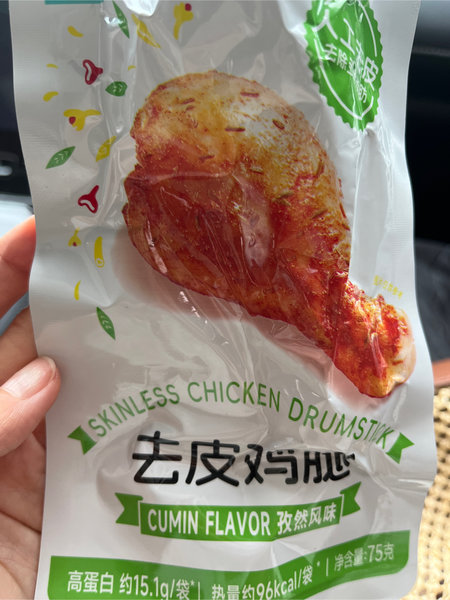 SKINLESS CHICKEN DRUMSTICK
去皮鸡腿
CUMIN FLAVOR 孜然风味
高蛋白 约15.1g/袋* | 热量约96kcal/袋* | 净含量:75克